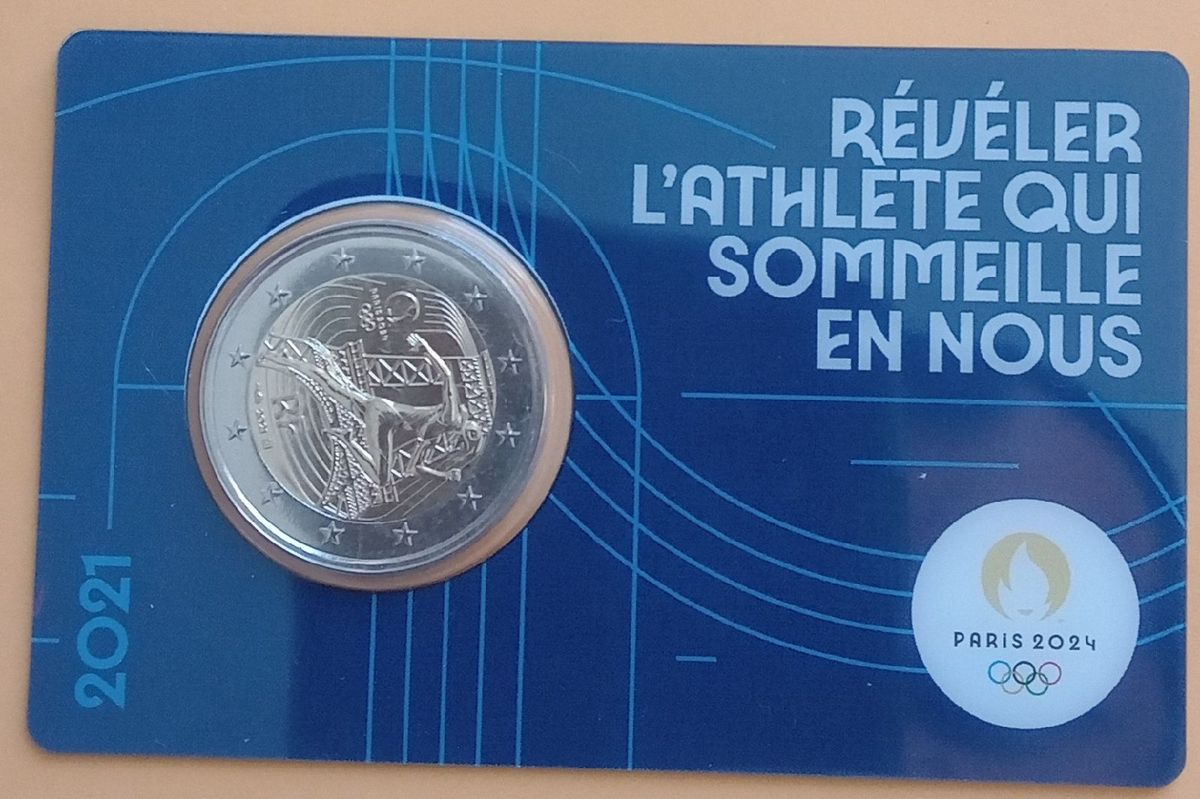 RÉVÉLER
L'ATHLÈTE QUI
SOMMEILLE
EN NOUS
2021
PARIS 2024